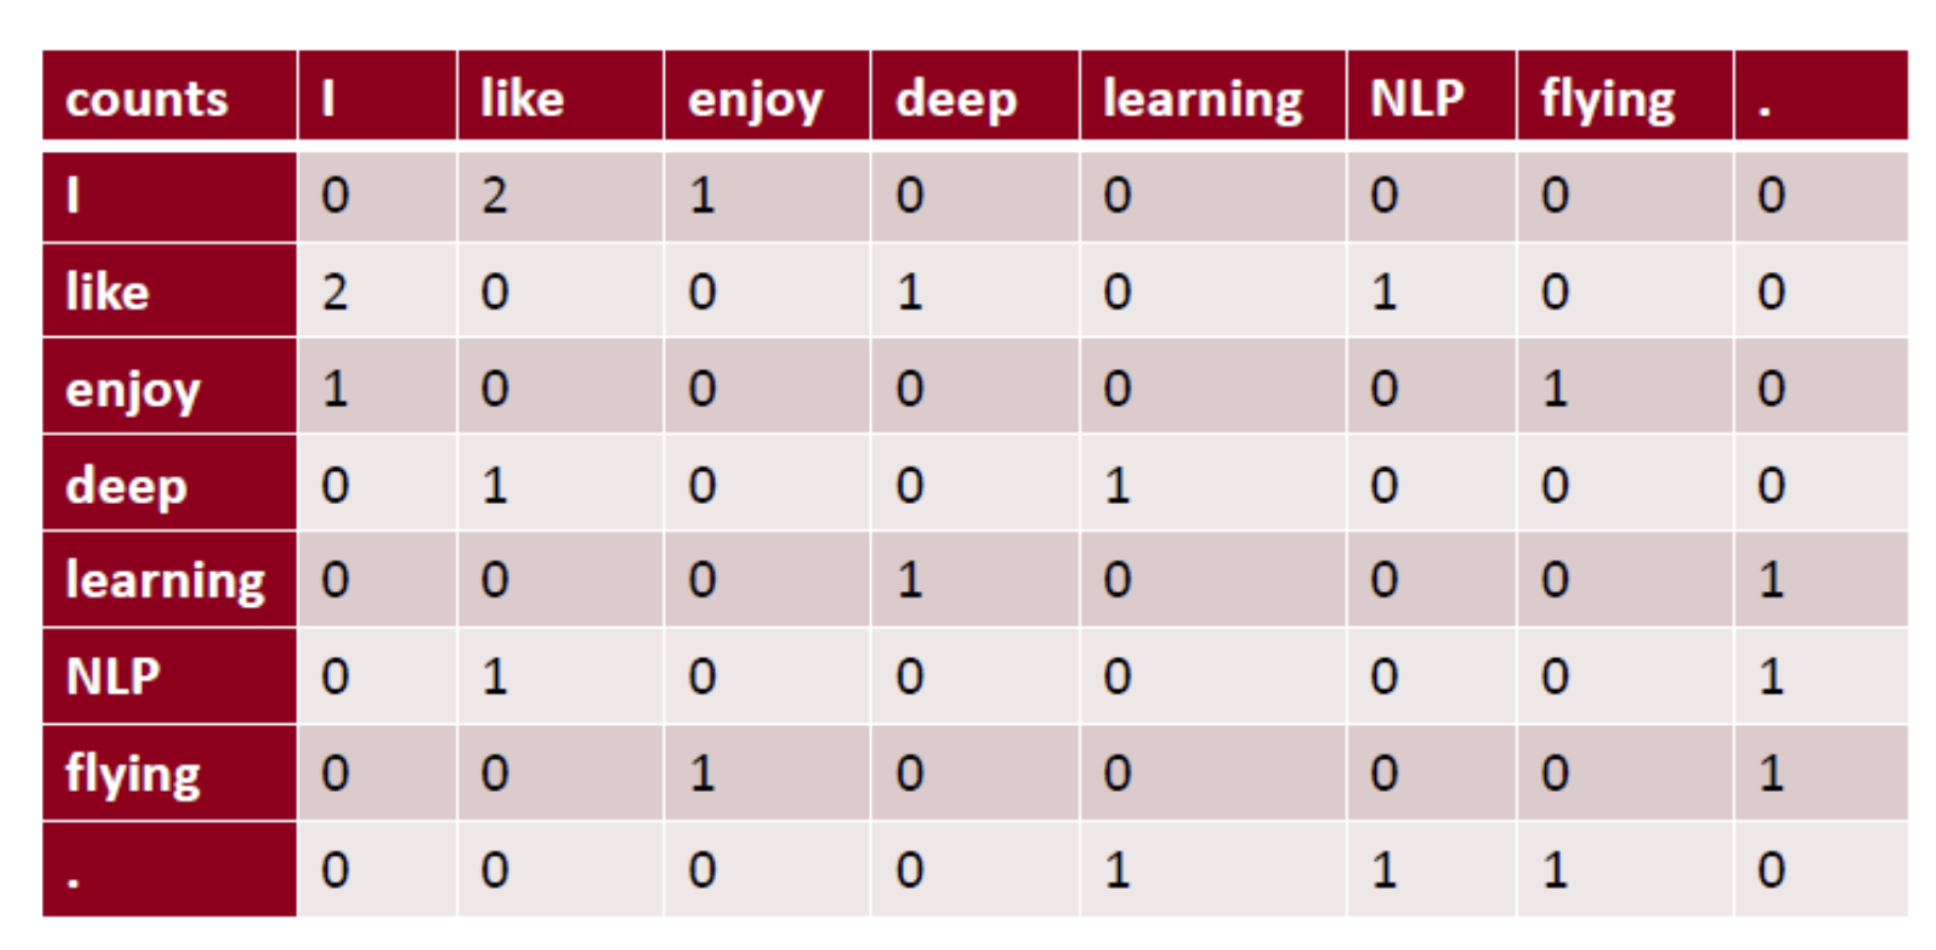 counts I like enjoy deep learning NLP flying .
I 0 2 1 0 0 0 0 0
like 2 0 0 1 0 1 0 0
enjoy 1 0 0 0 0 0 1 0
deep 0 1 0 0 1 0 0 0
learning 0 0 0 1 0 0 0 1
NLP 0 1 0 0 0 0 0 1
flying 0 0 1 0 0 0 0 1
. 0 0 0 0 1 1 1 0